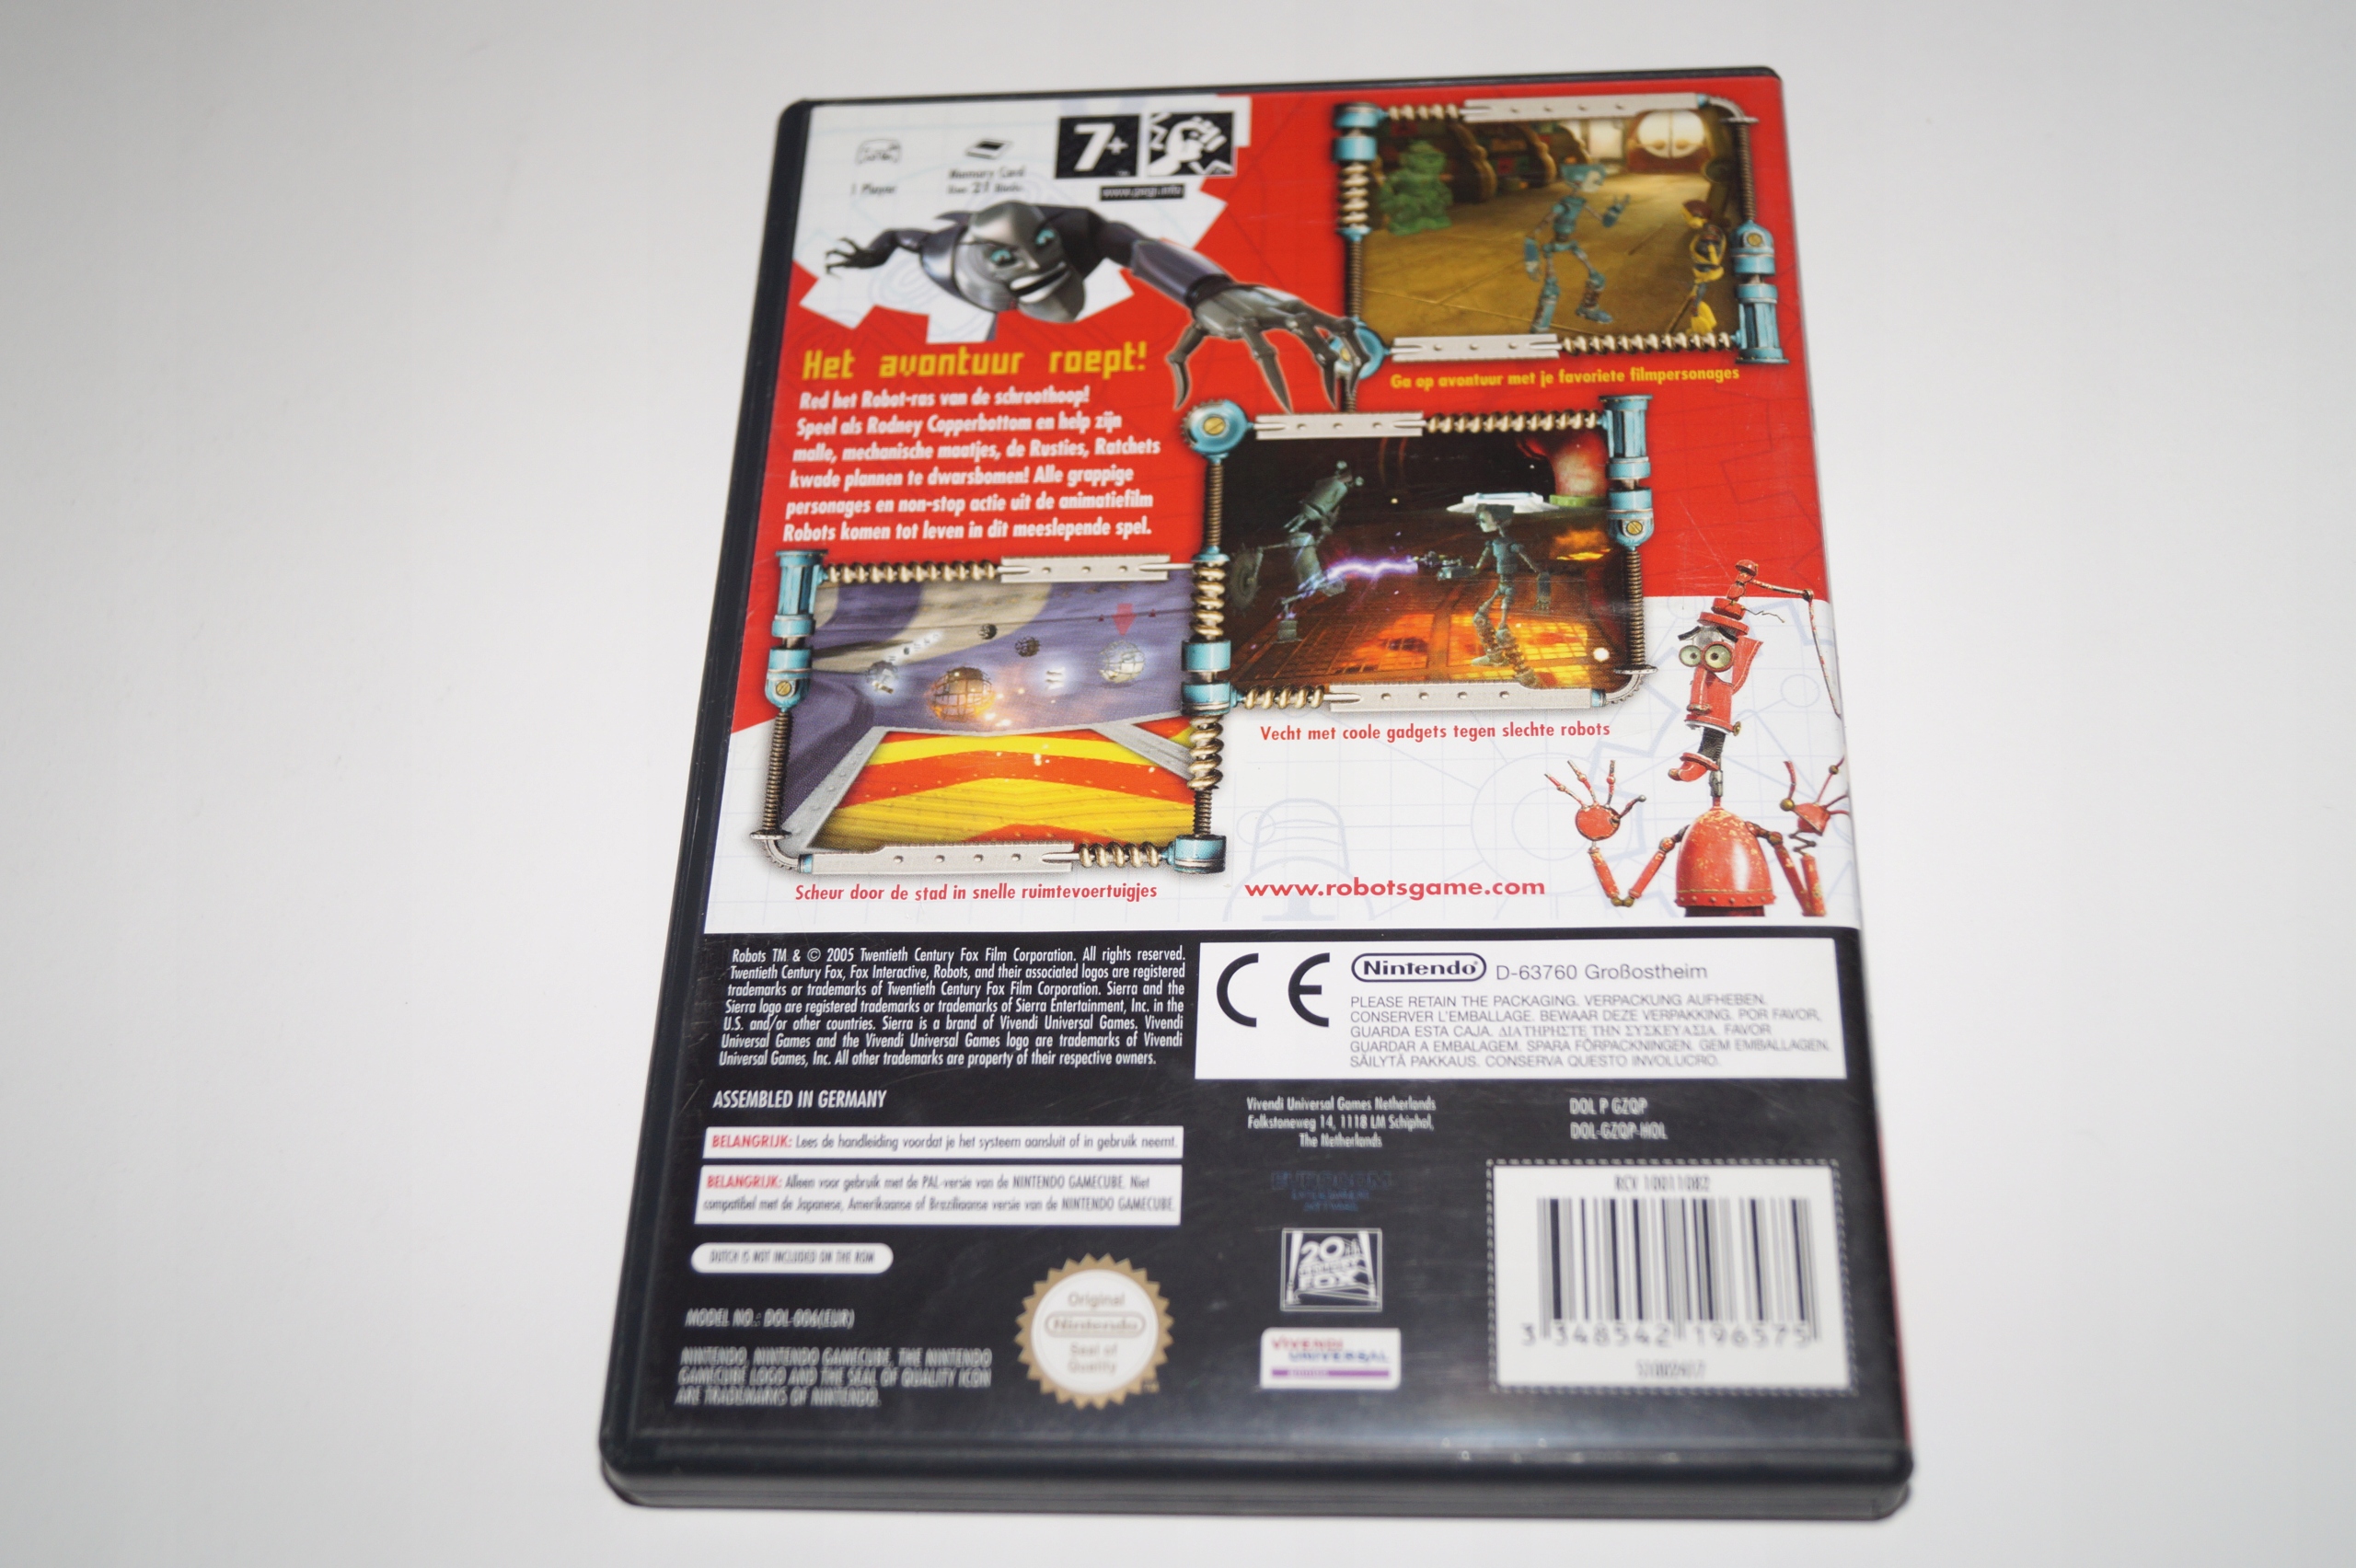 1 Player
Memory Card
21 Blocks
7+
www.pegi.info
Het avontuur roept!
Red het Robot-ras van de schroothoop!
Speel als Rodney Copperbottom en help zijn
malle, mechanische maatjes, de Rusties, Ratchets
kwade plannen te dwarsbomen! Alle grappige
personages en non-stop actie uit de animatiefilm
Robots komen tot leven in dit meeslepende spel.
Ga op avontuur met je favoriete filmpersonages
Vecht met coole gadgets tegen slechte robots
Scheur door de stad in snelle ruimtevoertuigjes
www.robotsgame.com
Robots TM & © 2005 Twentieth Century Fox Film Corporation. All rights reserved.
Twentieth Century Fox, Fox Interactive, Robots, and their associated logos are registered
trademarks or trademarks of Twentieth Century Fox Film Corporation. Sierra and the
Sierra logo are registered trademarks or trademarks of Sierra Entertainment, Inc. in the
U.S. and/or other countries. Sierra is a brand of Vivendi Universal Games. Vivendi
Universal Games and the Vivendi Universal Games logo are trademarks of Vivendi
Universal Games, Inc. All other trademarks are property of their respective owners.
CE
Nintendo® D-63760 Großostheim
PLEASE RETAIN THE PACKAGING. VERPACKUNG AUFHEBEN.
CONSERVER L'EMBALLAGE. BEWAAR DEZE VERPAKKING. POR FAVOR,
GUARDA ESTA CAJA. ΔΙΑΤΗΡΗΣΤΕ ΤΗΝ ΣΥΣΚΕΥΑΣΙΑ. FAVOR
GUARDAR A EMBALAGEM. SPARA FÖRPACKNINGEN. GEM EMBALLAGEN.
SÄILYTÄ PAKKAUS. CONSERVA QUESTO INVOLUCRO.
ASSEMBLED IN GERMANY
BELANGRIJK: Lees de handleiding voordat je het systeem aansluit of in gebruik neemt.
BELANGRIJK: Alleen voor gebruik met de PAL-versie van de NINTENDO GAMECUBE. Niet
compatibel met de Japanse, Amerikaanse of Braziliaanse versie van de NINTENDO GAMECUBE.
DUTCH IS NOT INCLUDED ON THE ROM
MODEL NO.: DOL-006(EUR)
NINTENDO, NINTENDO GAMECUBE, THE NINTENDO
GAMECUBE LOGO AND THE SEAL OF QUALITY ICON
ARE TRADEMARKS OF NINTENDO.
Original
Nintendo
Seal of
Quality
Vivendi Universal Games Netherlands
Folkstoneweg 14, 1118 LM Schiphol,
The Netherlands
EUROCOM
20th
CENTURY
FOX
VIVENDI
UNIVERSAL
games
DOL P GZQP
DOL-GZQP-HOL
RCV 10011082
3 348542 196575